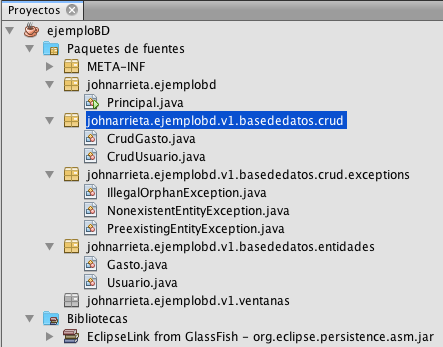 Proyectos
ejemploBD
Paquetes de fuentes
META-INF
johnarrieta.ejemplobd
Principal.java
johnarrieta.ejemplobd.v1.basededatos.crud
CrudGasto.java
CrudUsuario.java
johnarrieta.ejemplobd.v1.basededatos.crud.exceptions
IllegalOrphanException.java
NonexistentEntityException.java
PreexistingEntityException.java
johnarrieta.ejemplobd.v1.basededatos.entidades
Gasto.java
Usuario.java
johnarrieta.ejemplobd.v1.ventanas
Bibliotecas
EclipseLink from GlassFish - org.eclipse.persistence.asm.jar